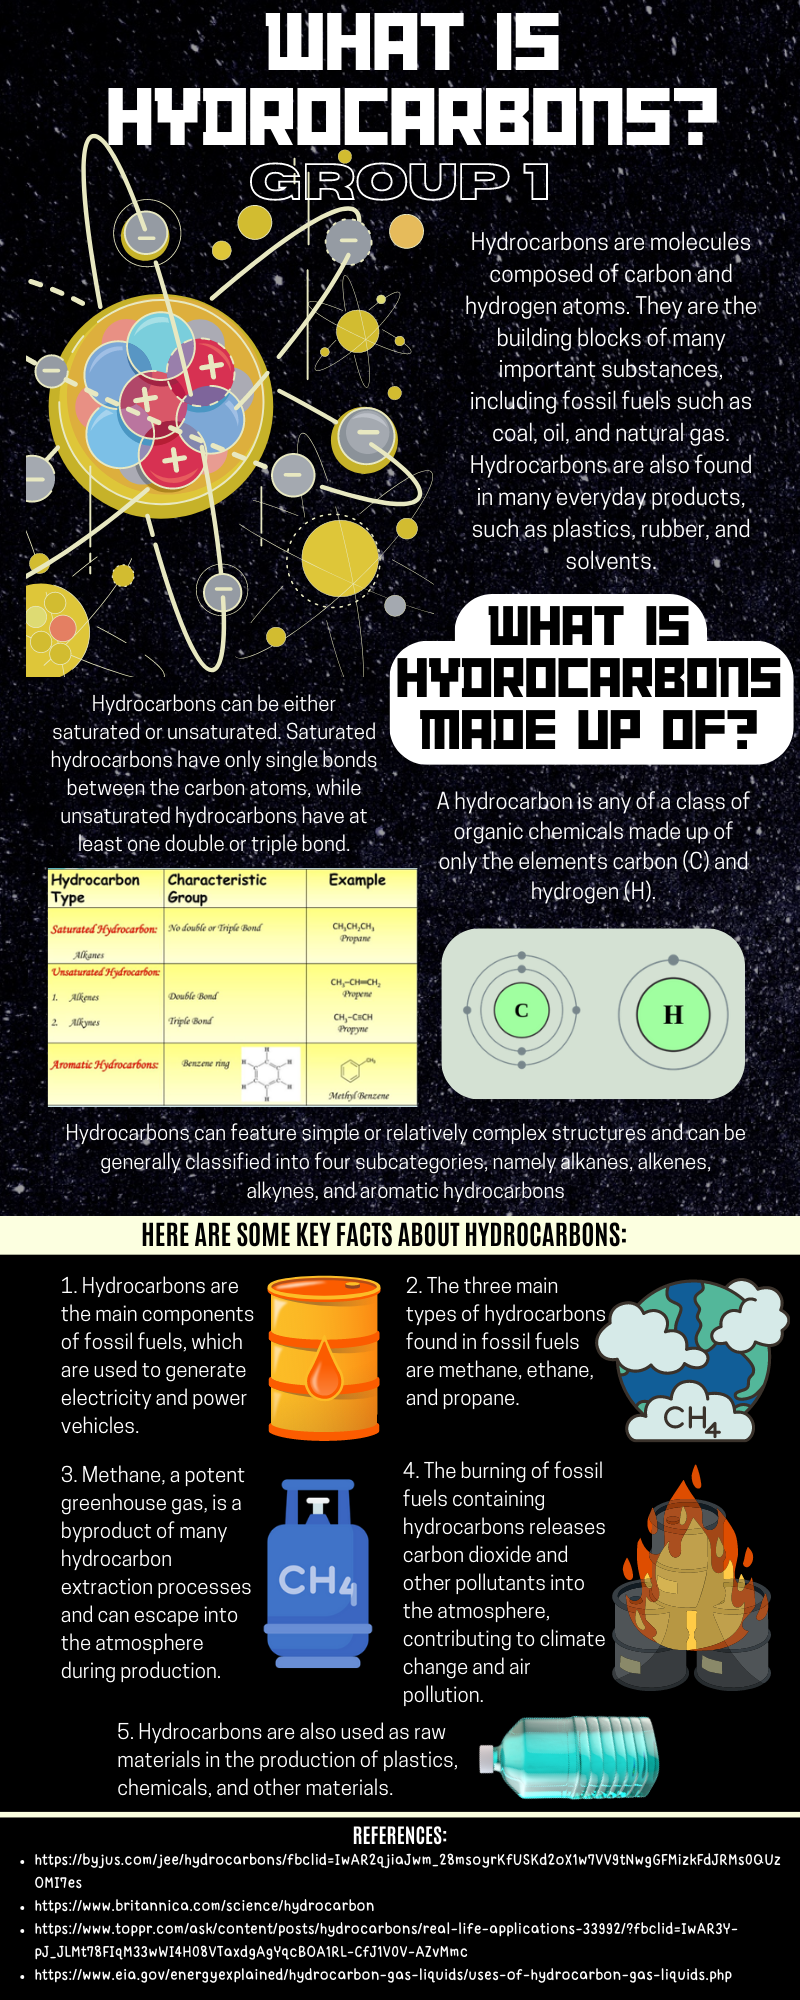 WHAT IS
HYDROCARBONS?
GROUP 1
Hydrocarbons are molecules
composed of carbon and
hydrogen atoms. They are the
building blocks of many
important substances,
including fossil fuels such as
coal, oil, and natural gas.
Hydrocarbons are also found
in many everyday products,
such as plastics, rubber, and
solvents.
WHAT IS
HYDROCARBONS
MADE UP OF?
Hydrocarbons can be either
saturated or unsaturated. Saturated
hydrocarbons have only single bonds
between the carbon atoms, while
unsaturated hydrocarbons have at
least one double or triple bond.
A hydrocarbon is any of a class of
organic chemicals made up of
only the elements carbon (C) and
hydrogen (H).
Hydrocarbon Type | Characteristic Group | Example
Saturated Hydrocarbon: Alkanes | No double or Triple Bond | CH₃CH₂CH₃ Propane
Unsaturated Hydrocarbon:
1. Alkenes | Double Bond | CH₃–CH=CH₂ Propene
2. Alkynes | Triple Bond | CH₃–C≡CH Propyne
Aromatic Hydrocarbons: | Benzene ring | Methyl Benzene
H
H H
H H
H
CH₃
C
H
Hydrocarbons can feature simple or relatively complex structures and can be
generally classified into four subcategories, namely alkanes, alkenes,
alkynes, and aromatic hydrocarbons
HERE ARE SOME KEY FACTS ABOUT HYDROCARBONS:
1. Hydrocarbons are
the main components
of fossil fuels, which
are used to generate
electricity and power
vehicles.
2. The three main
types of hydrocarbons
found in fossil fuels
are methane, ethane,
and propane.
CH₄
3. Methane, a potent
greenhouse gas, is a
byproduct of many
hydrocarbon
extraction processes
and can escape into
the atmosphere
during production.
CH₄
4. The burning of fossil
fuels containing
hydrocarbons releases
carbon dioxide and
other pollutants into
the atmosphere,
contributing to climate
change and air
pollution.
5. Hydrocarbons are also used as raw
materials in the production of plastics,
chemicals, and other materials.
REFERENCES:
• https://byjus.com/jee/hydrocarbons/fbclid=IwAR2qjiaJwm_28msoyrKfUSKd2oX1w7VV9tNwgGFMizkFdJRMs0QUz
OMI7es
• https://www.britannica.com/science/hydrocarbon
• https://www.toppr.com/ask/content/posts/hydrocarbons/real-life-applications-33992/?fbclid=IwAR3Y-
pJ_JLMt78FIqM33wWI4H08VTaxdgAgYqcBOA1RL-CfJ1V0V-AZvMmc
• https://www.eia.gov/energyexplained/hydrocarbon-gas-liquids/uses-of-hydrocarbon-gas-liquids.php